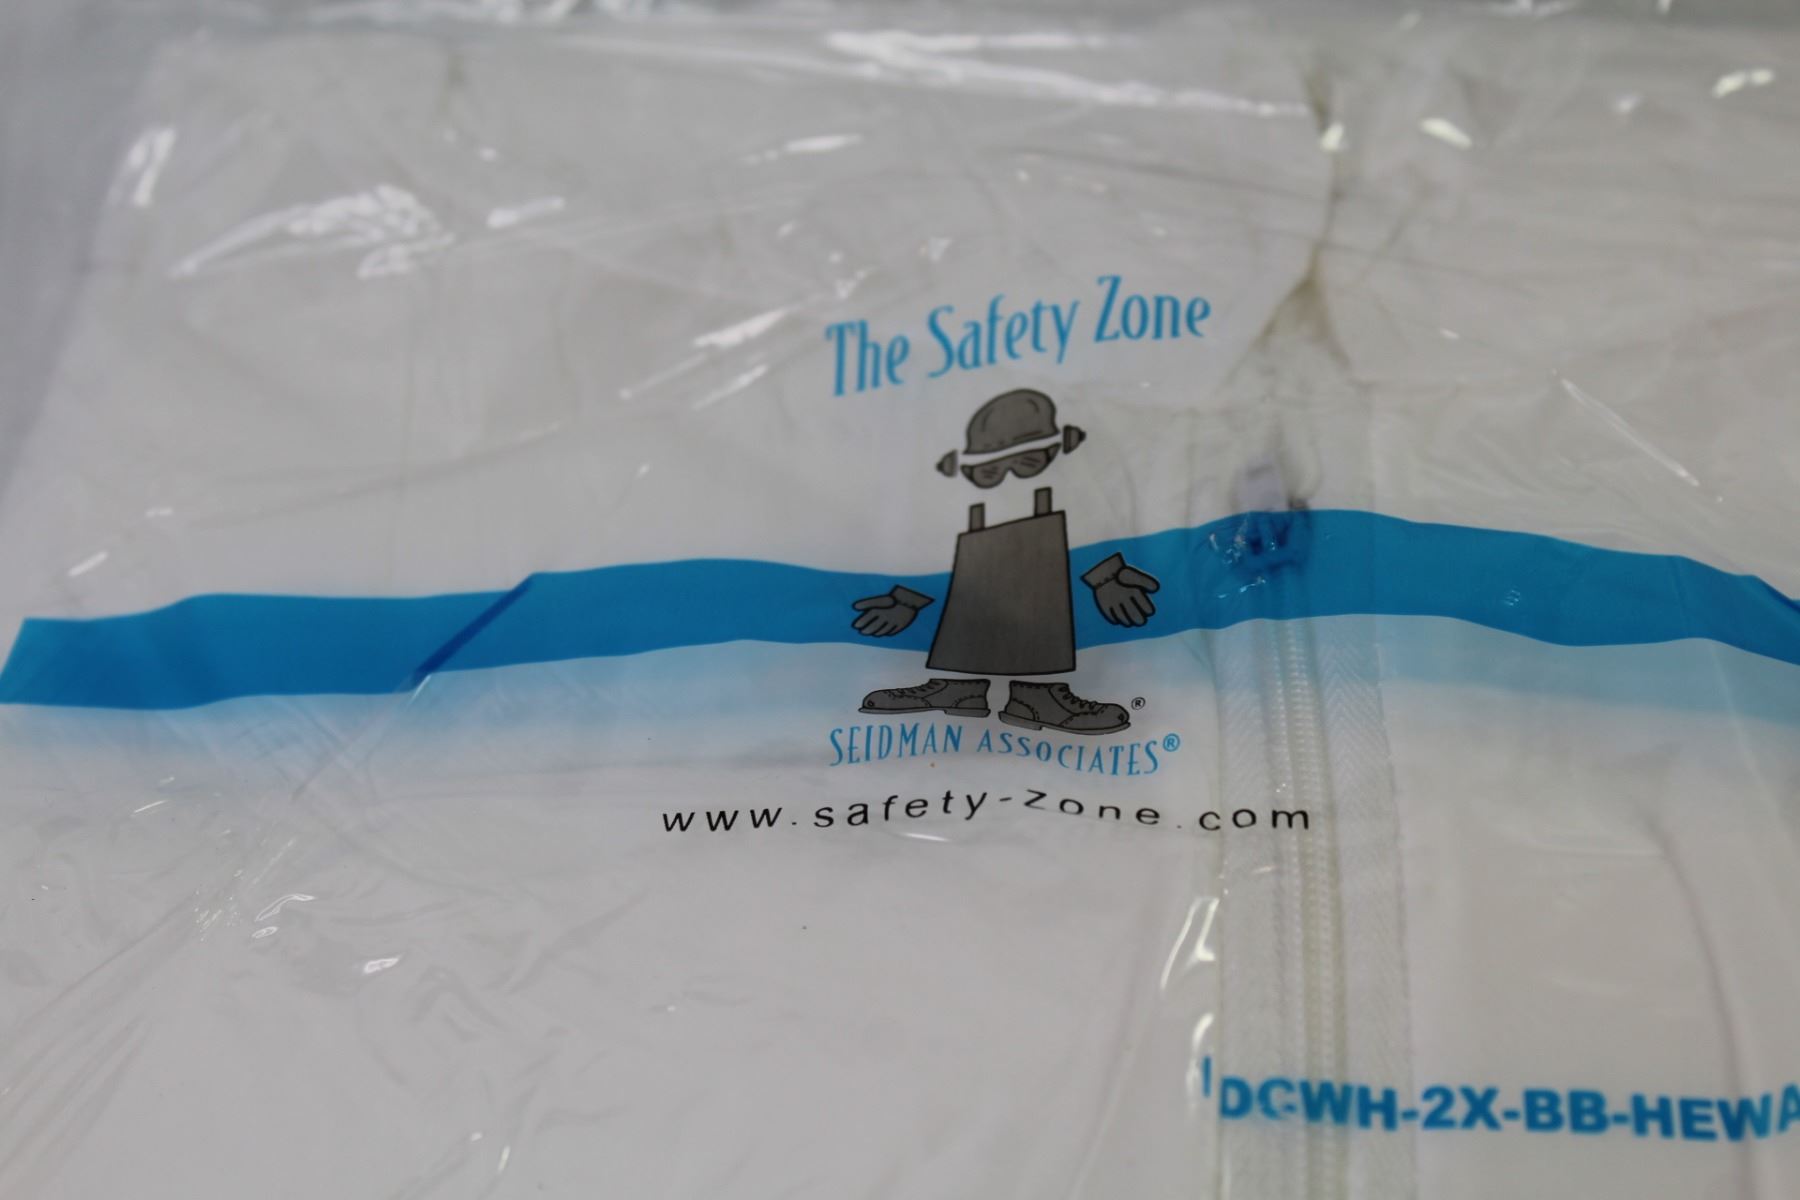 The Safety Zone
®
SEIDMAN ASSOCIATES®
www.safety-zone.com
DCWH-2X-BB-HEWA